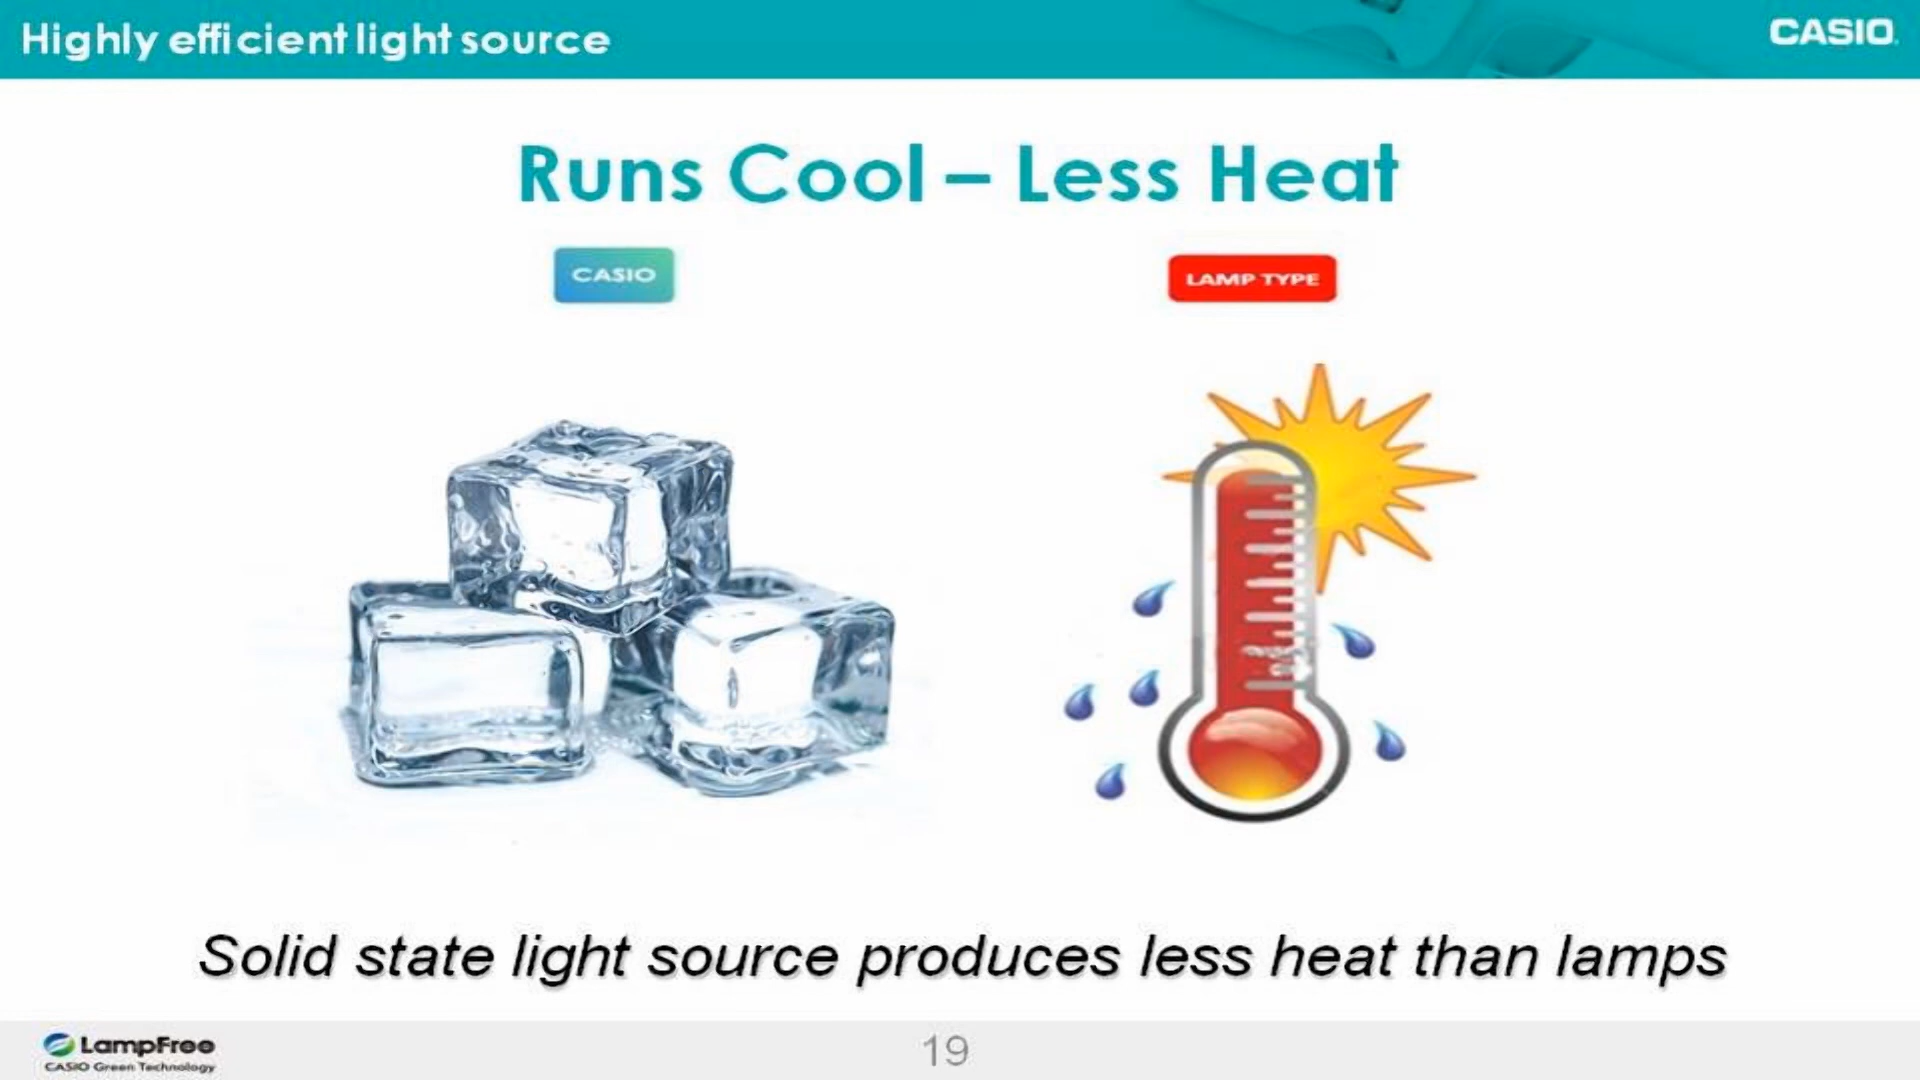 Highly efficient light source
CASIO
Runs Cool – Less Heat
CASIO
LAMP TYPE
Solid state light source produces less heat than lamps
LampFree
CASIO Green Technology
19